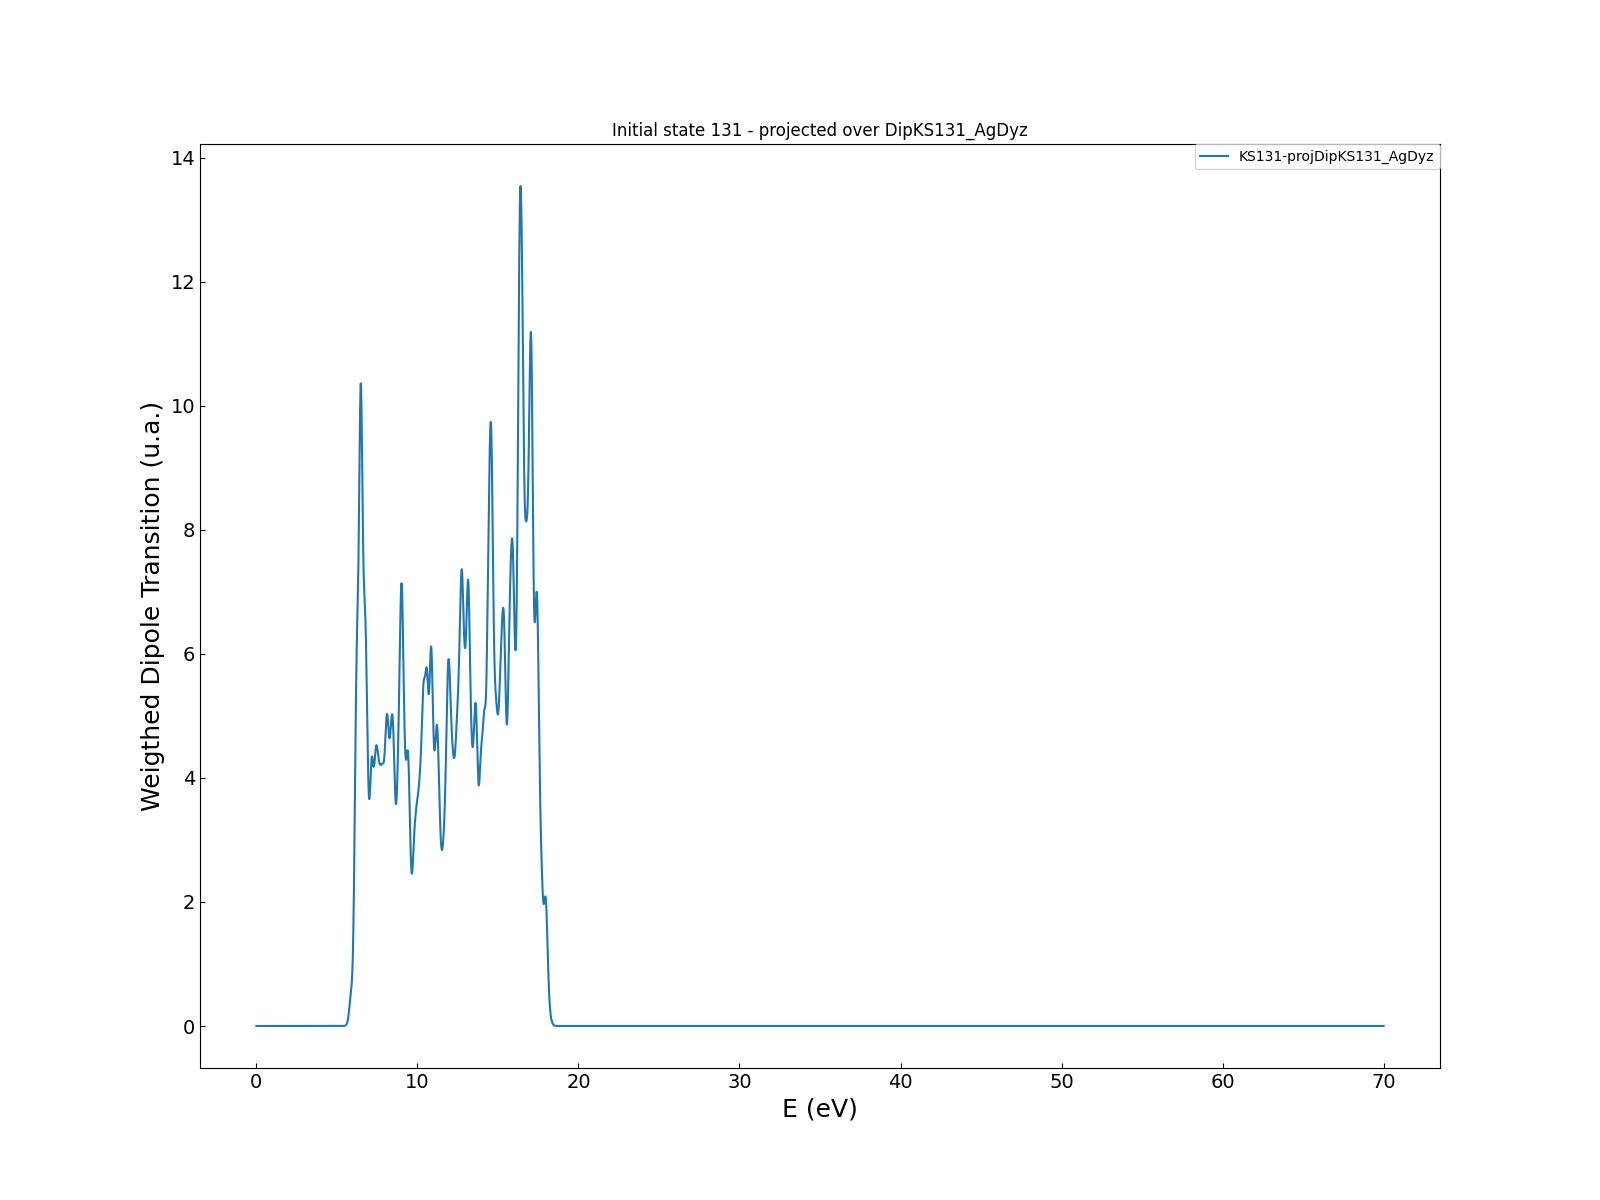 Initial state 131 - projected over DipKS131_AgDyz
KS131-projDipKS131_AgDyz
14
12
10
8
6
4
2
0
Weigthed Dipole Transition (u.a.)
0 10 20 30 40 50 60 70
E (eV)